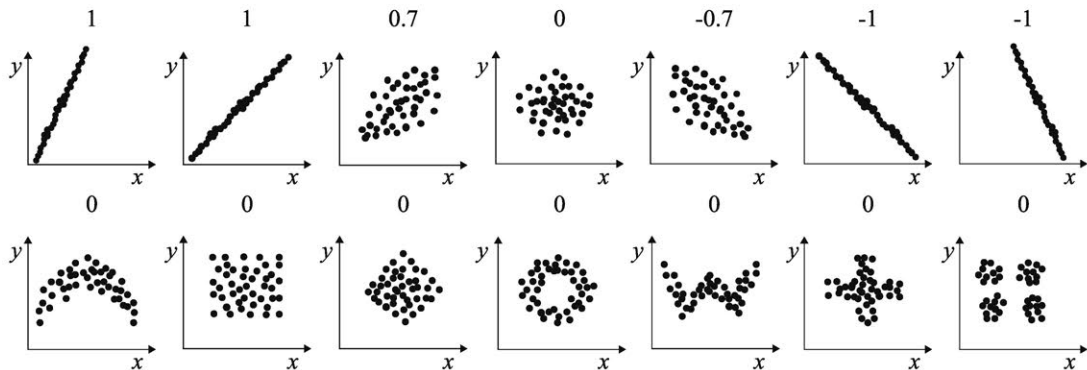 1 1 0.7 0 -0.7 -1 -1
y y y y y y y
x x x x x x x
0 0 0 0 0 0 0
y y y y y y y
x x x x x x x